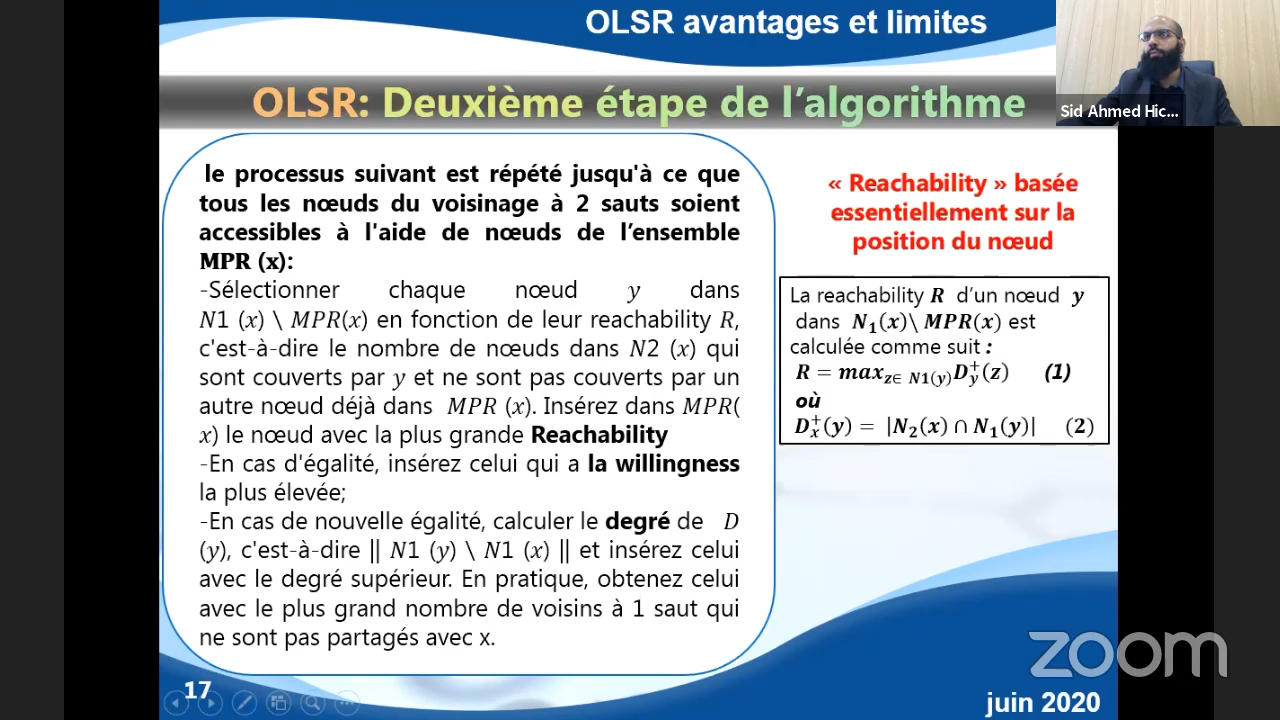 OLSR avantages et limites
OLSR: Deuxième étape de l’algorithme
Sid Ahmed Hic...
le processus suivant est répété jusqu'à ce que
tous les nœuds du voisinage à 2 sauts soient
accessibles à l'aide de nœuds de l’ensemble
MPR (x):
-Sélectionner chaque nœud y dans
N1 (x) \ MPR(x) en fonction de leur reachability R,
c'est-à-dire le nombre de nœuds dans N2 (x) qui
sont couverts par y et ne sont pas couverts par un
autre nœud déjà dans MPR (x). Insérez dans MPR(
x) le nœud avec la plus grande Reachability
-En cas d'égalité, insérez celui qui a la willingness
la plus élevée;
-En cas de nouvelle égalité, calculer le degré de D
(y), c'est-à-dire || N1 (y) \ N1 (x) || et insérez celui
avec le degré supérieur. En pratique, obtenez celui
avec le plus grand nombre de voisins à 1 saut qui
ne sont pas partagés avec x.
« Reachability » basée
essentiellement sur la
position du nœud
La reachability R d’un nœud y
dans N₁(x)\ MPR(x) est
calculée comme suit :
R = max_{z∈ N1(y)} D_y^+(z) (1)
où
D_x^+(y) = |N₂(x) ∩ N₁(y)| (2)
17
zoom
juin 2020